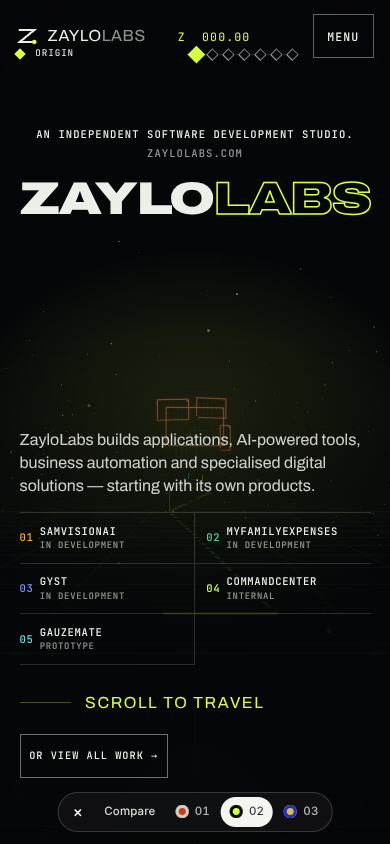 ZAYLOLABS
Z 000.00
MENU
ORIGIN
AN INDEPENDENT SOFTWARE DEVELOPMENT STUDIO.
ZAYLOLABS.COM
ZAYLOLABS
ZayloLabs builds applications, AI-powered tools,
business automation and specialised digital
solutions — starting with its own products.
01 SAMVISIONAI
IN DEVELOPMENT
02 MYFAMILYEXPENSES
IN DEVELOPMENT
03 GYST
IN DEVELOPMENT
04 COMMANDCENTER
INTERNAL
05 GAUZEMATE
PROTOTYPE
SCROLL TO TRAVEL
OR VIEW ALL WORK →
× Compare 01 02 03